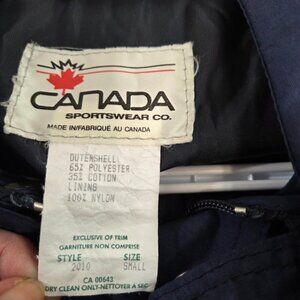 CANADA
SPORTSWEAR CO.
MADE IN/FABRIQUÉ AU CANADA
OUTERSHELL
65% POLYESTER
35% COTTON
LINING
100% NYLON
EXCLUSIVE OF TRIM
GARNITURE NON COMPRISE
STYLE SIZE
2010 SMALL
CA 00643
DRY CLEAN ONLY-NETTOYER A SEC